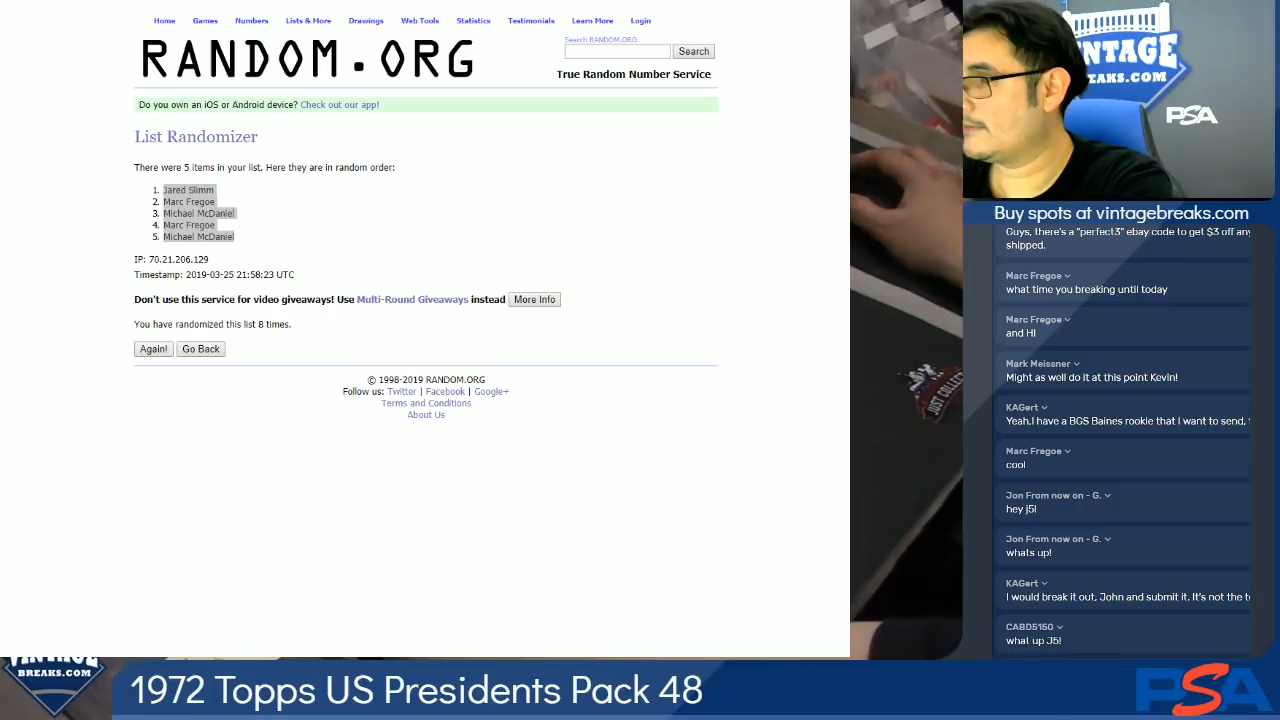 Home Games Numbers Lists & More Drawings Web Tools Statistics Testimonials Learn More Login
RANDOM.ORG
Search RANDOM.ORG
Search
True Random Number Service
Do you own an iOS or Android device? Check out our app!
List Randomizer
There were 5 items in your list. Here they are in random order:
1. Jared Slimm
2. Marc Fregoe
3. Michael McDaniel
4. Marc Fregoe
5. Michael McDaniel
IP: 70.21.206.129
Timestamp: 2019-03-25 21:58:23 UTC
Don't use this service for video giveaways! Use Multi-Round Giveaways instead More Info
You have randomized this list 8 times.
Again! Go Back
© 1998-2019 RANDOM.ORG
Follow us: Twitter | Facebook | Google+
Terms and Conditions
About Us
VINTAGE
BREAKS.COM
PSA
JUST COLLECT
Buy spots at vintagebreaks.com
Guys, there's a "perfect3" ebay code to get $3 off any
shipped.
Marc Fregoe
what time you breaking until today
Marc Fregoe
and HI
Mark Meissner
Might as well do it at this point Kevin!
KAGert
Yeah.I have a BGS Baines rookie that I want to send,
Marc Fregoe
cool
Jon From now on - G.
hey j5!
Jon From now on - G.
whats up!
KAGert
I would break it out, John and submit it. It's not the
CABD5150
what up J5!
VINTAGE
BREAKS.COM
1972 Topps US Presidents Pack 48
PSA